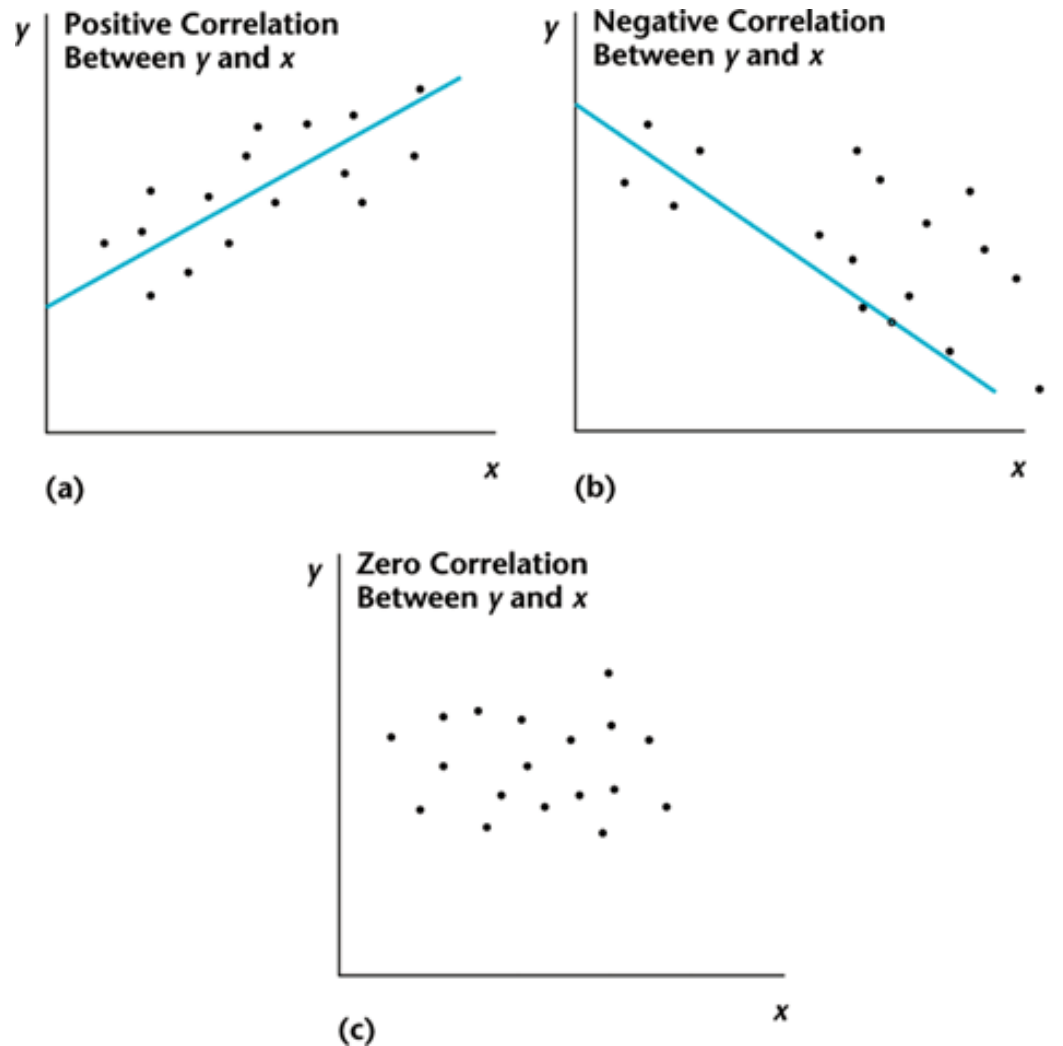 y
Positive Correlation
Between y and x
x
(a)
y
Negative Correlation
Between y and x
x
(b)
y
Zero Correlation
Between y and x
x
(c)